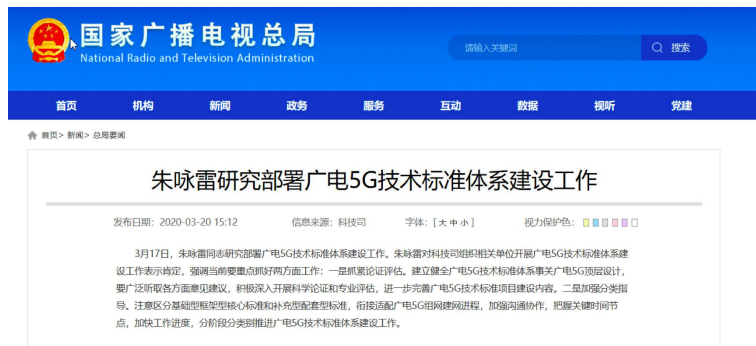 国家广播电视总局
National Radio and Television Administration
请输入关键词
搜索
首页 机构 新闻 政务 服务 互动 数据 视听 党建
首页> 新闻> 总局要闻
朱咏雷研究部署广电5G技术标准体系建设工作
发布日期：2020-03-20 15:12 信息来源：科技司 字体：[ 大 中 小 ] 视力保护色：
3月17日，朱咏雷同志研究部署广电5G技术标准体系建设工作。朱咏雷对科技司组织相关单位开展广电5G技术标准体系建
设工作表示肯定，强调当前要重点抓好两方面工作：一是抓紧论证评估。建立健全广电5G技术标准体系事关广电5G顶层设计，
要广泛听取各方面意见建议，积极深入开展科学论证和专业评估，进一步完善广电5G技术标准项目建设内容。二是加强分类指
导。注意区分基础型框架型核心标准和补充型配套型标准，衔接适配广电5G组网建网进程，加强沟通协作，把握关键时间节
点，加快工作进度，分阶段分类别推进广电5G技术标准体系建设工作。